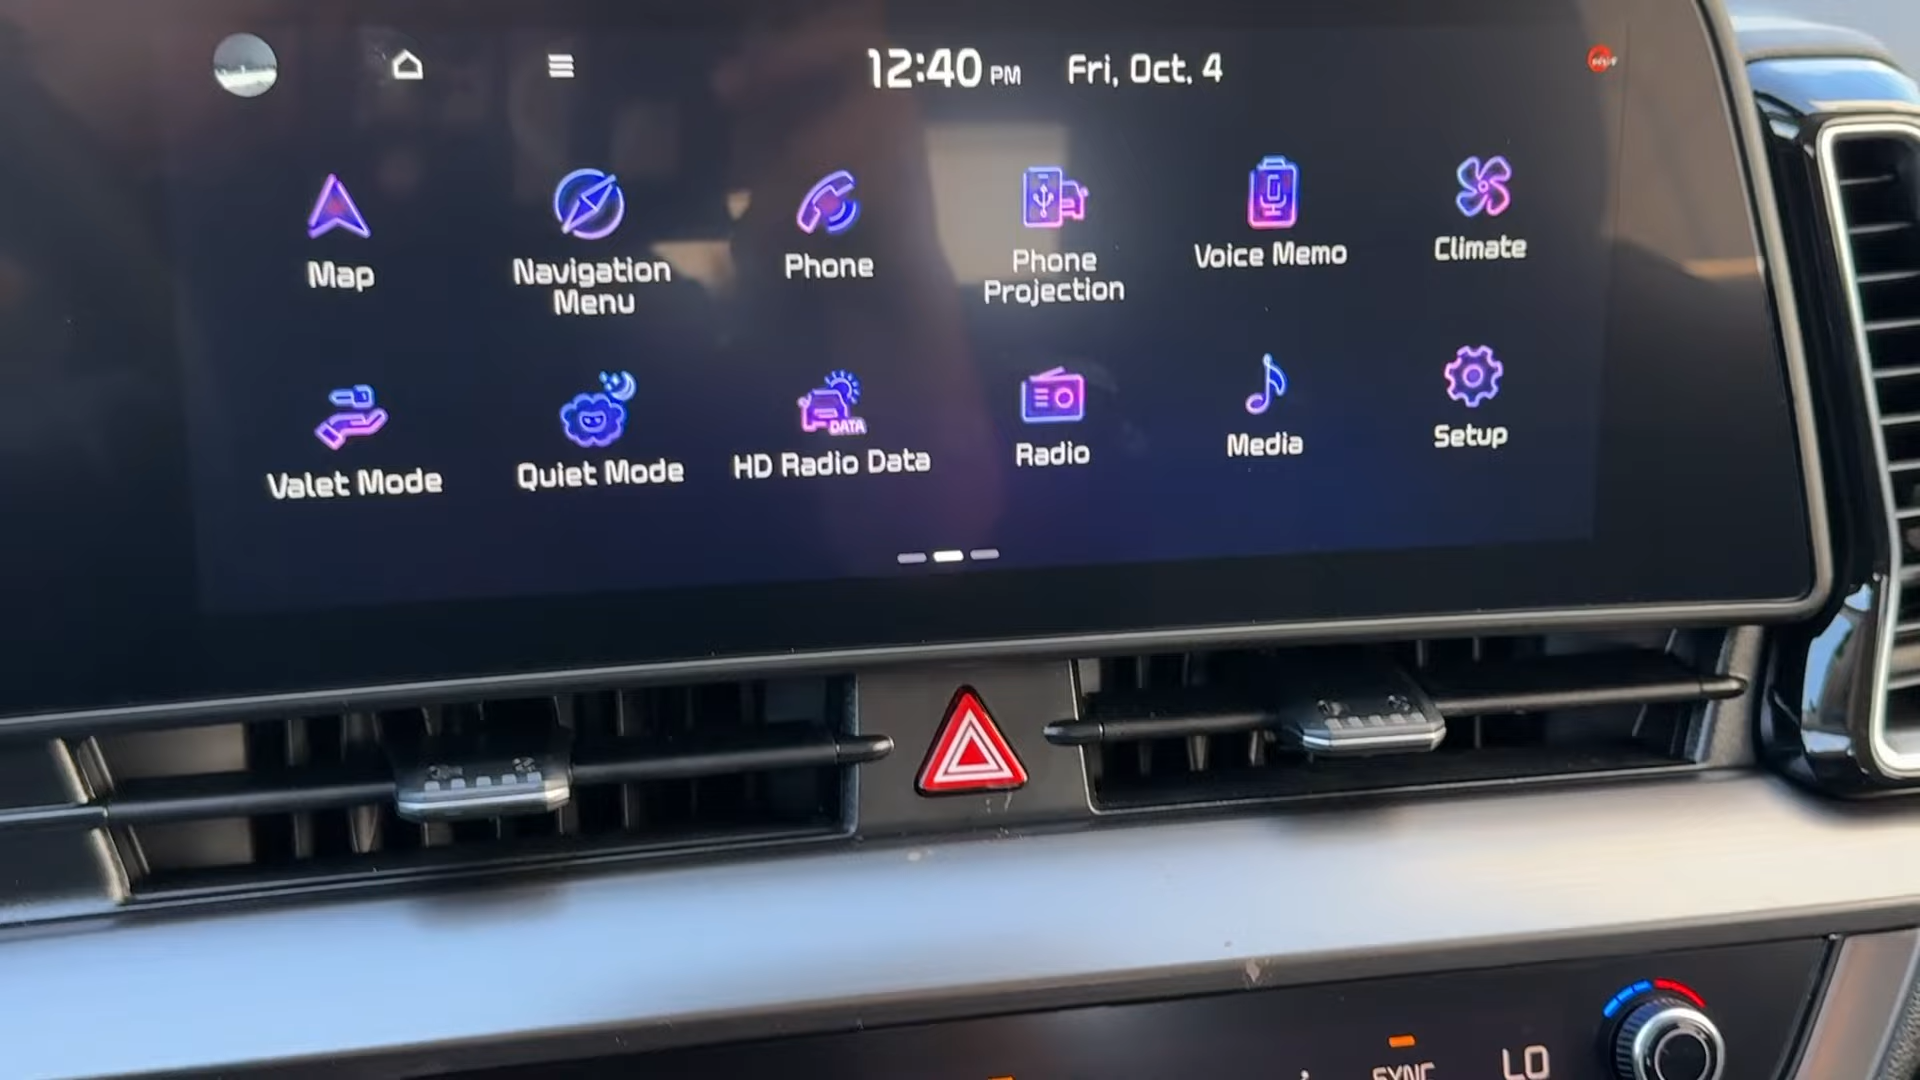 12:40 PM Fri, Oct. 4
Map
Navigation
Menu
Phone
Phone
Projection
Voice Memo
Climate
Valet Mode
Quiet Mode
DATA
HD Radio Data
Radio
Media
Setup
SYNC
LO